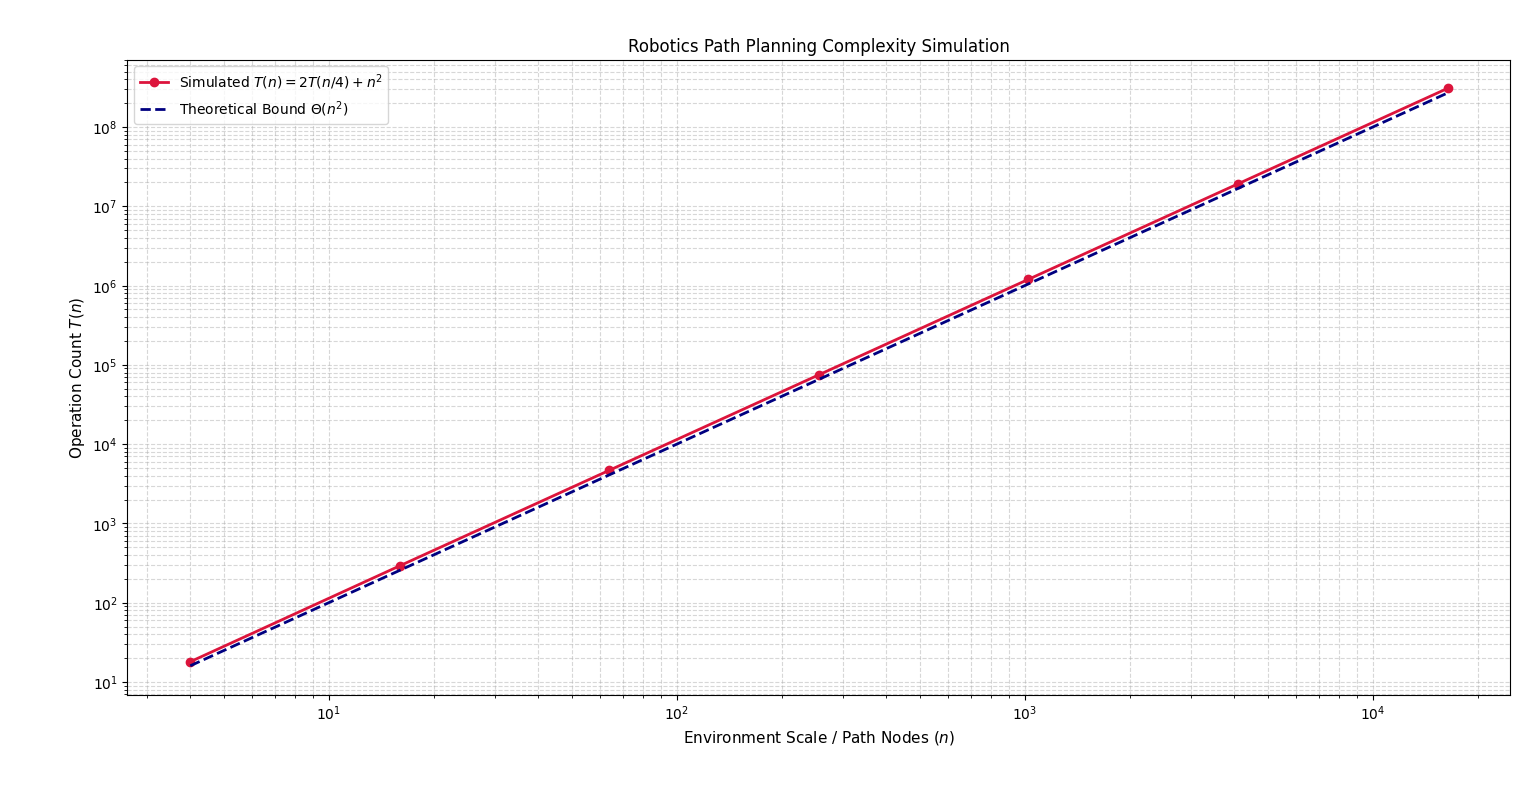 Robotics Path Planning Complexity Simulation
Simulated T(n) = 2T(n/4) + n²
Theoretical Bound Θ(n²)
Operation Count T(n)
10⁸
10⁷
10⁶
10⁵
10⁴
10³
10²
10¹
10¹ 10² 10³ 10⁴
Environment Scale / Path Nodes (n)